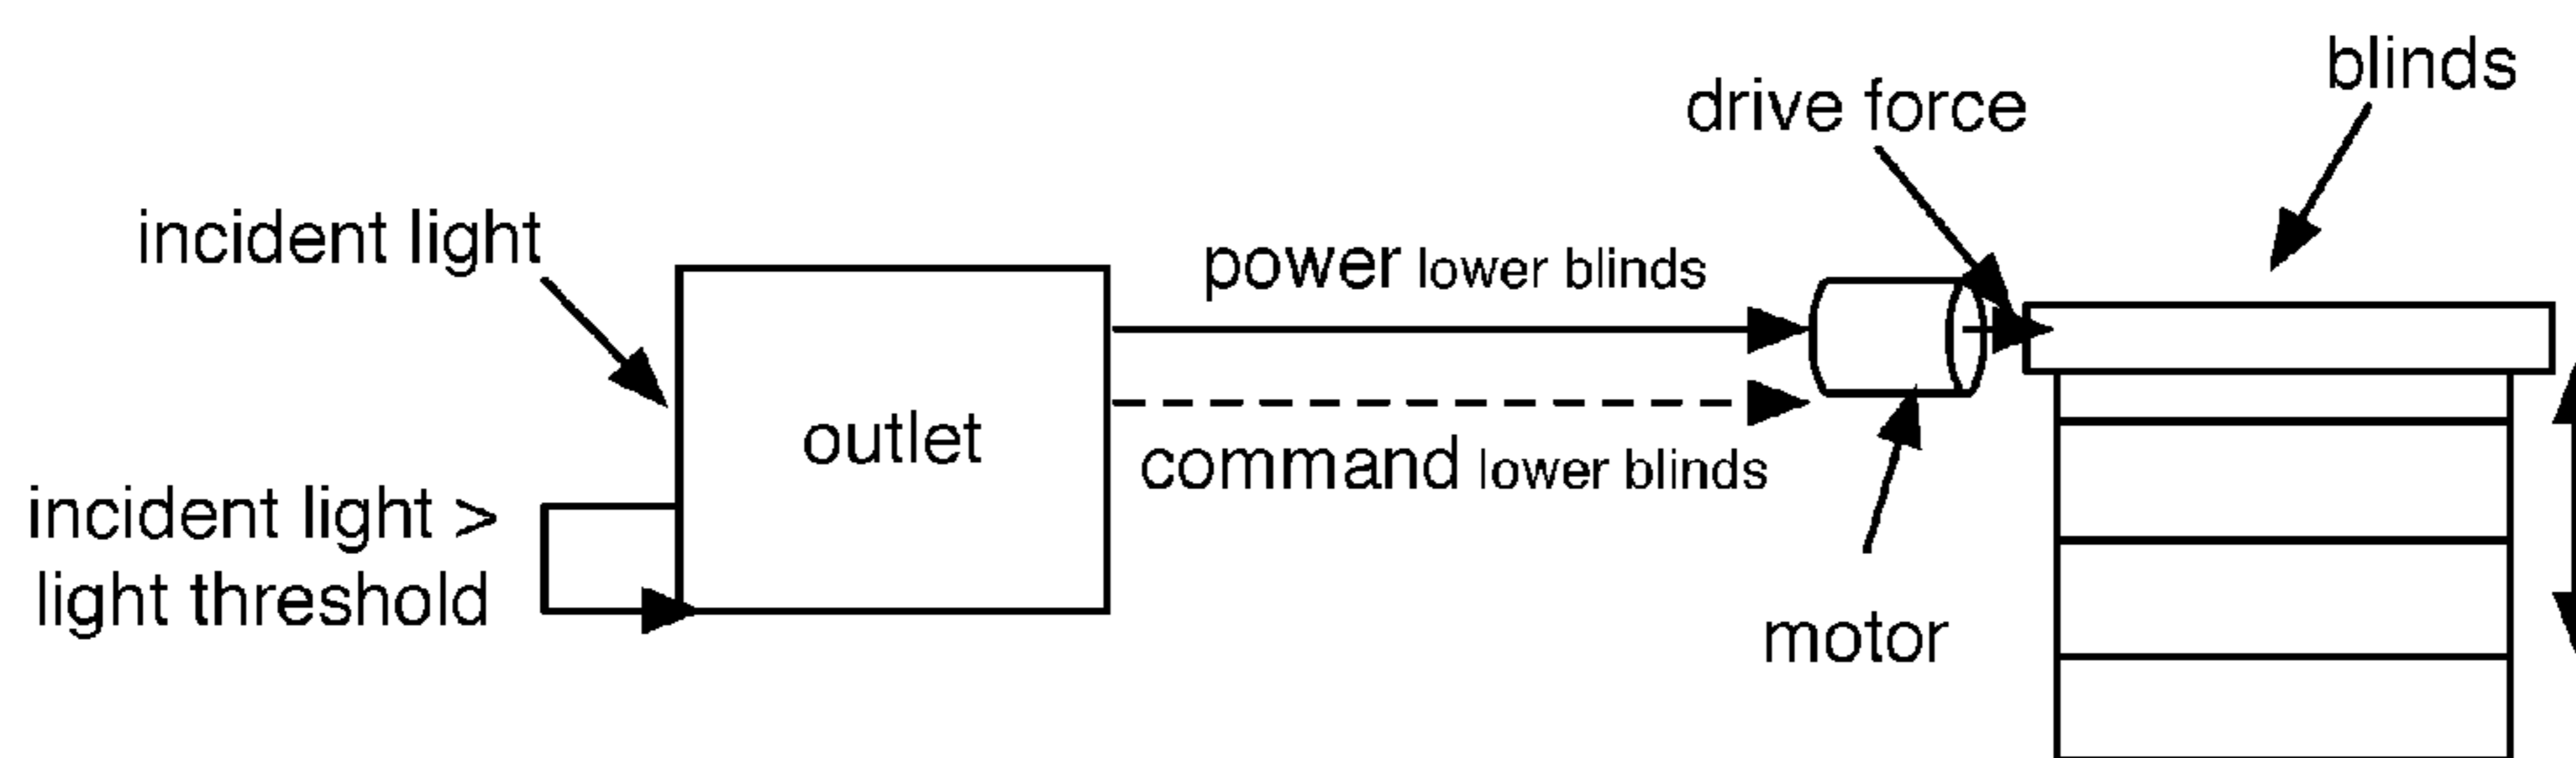 blinds
drive force
incident light
power lower blinds
outlet
command lower blinds
incident light >
light threshold
motor